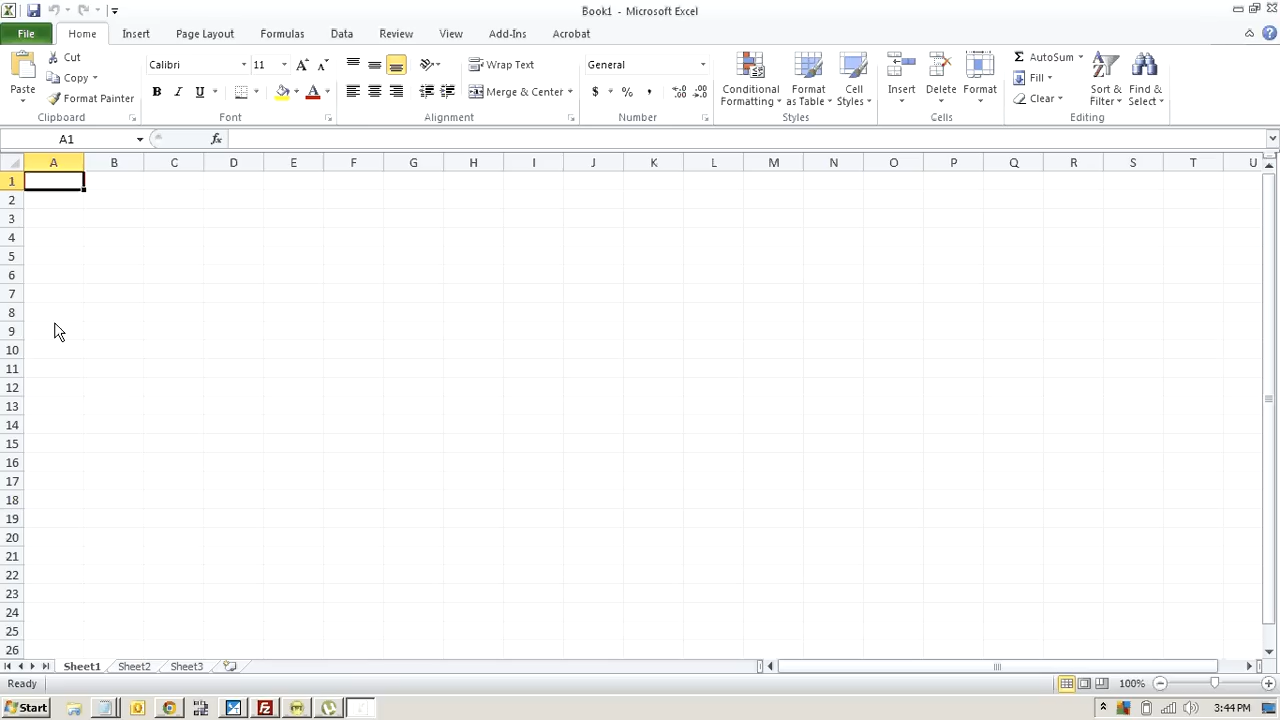 Book1 - Microsoft Excel
File Home Insert Page Layout Formulas Data Review View Add-Ins Acrobat
Paste Cut Copy Format Painter
Calibri 11 B I U A
Wrap Text Merge & Center
General $ % ,
Conditional Formatting Format as Table Cell Styles
Insert Delete Format
Σ AutoSum Fill Clear Sort & Filter Find & Select
Clipboard Font Alignment Number Styles Cells Editing
A1 fx
A B C D E F G H I J K L M N O P Q R S T U
1
2
3
4
5
6
7
8
9
10
11
12
13
14
15
16
17
18
19
20
21
22
23
24
25
26
Sheet1 Sheet2 Sheet3
Ready 100%
Start 3:44 PM